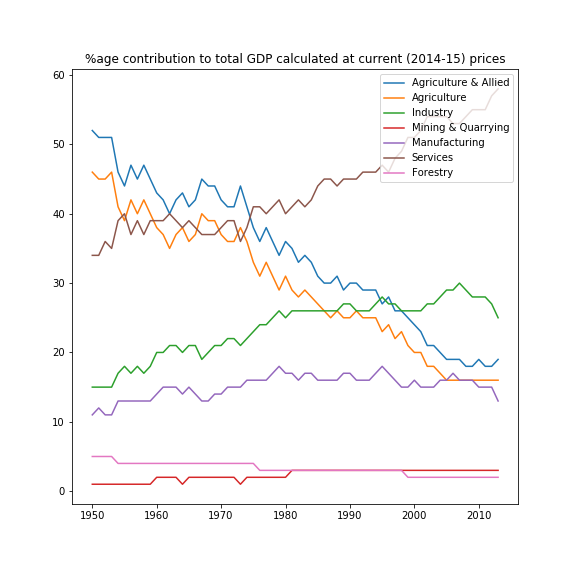 %age contribution to total GDP calculated at current (2014-15) prices
60
50
40
30
20
10
0
Agriculture & Allied
Agriculture
Industry
Mining & Quarrying
Manufacturing
Services
Forestry
1950 1960 1970 1980 1990 2000 2010